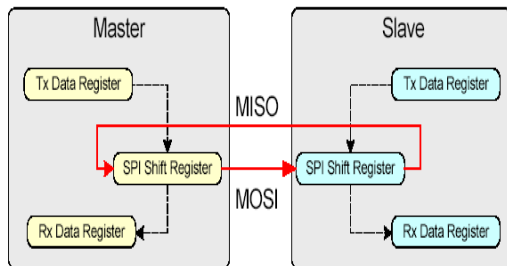 Master
Slave
Tx Data Register
Tx Data Register
MISO
SPI Shift Register
SPI Shift Register
MOSI
Rx Data Register
Rx Data Register